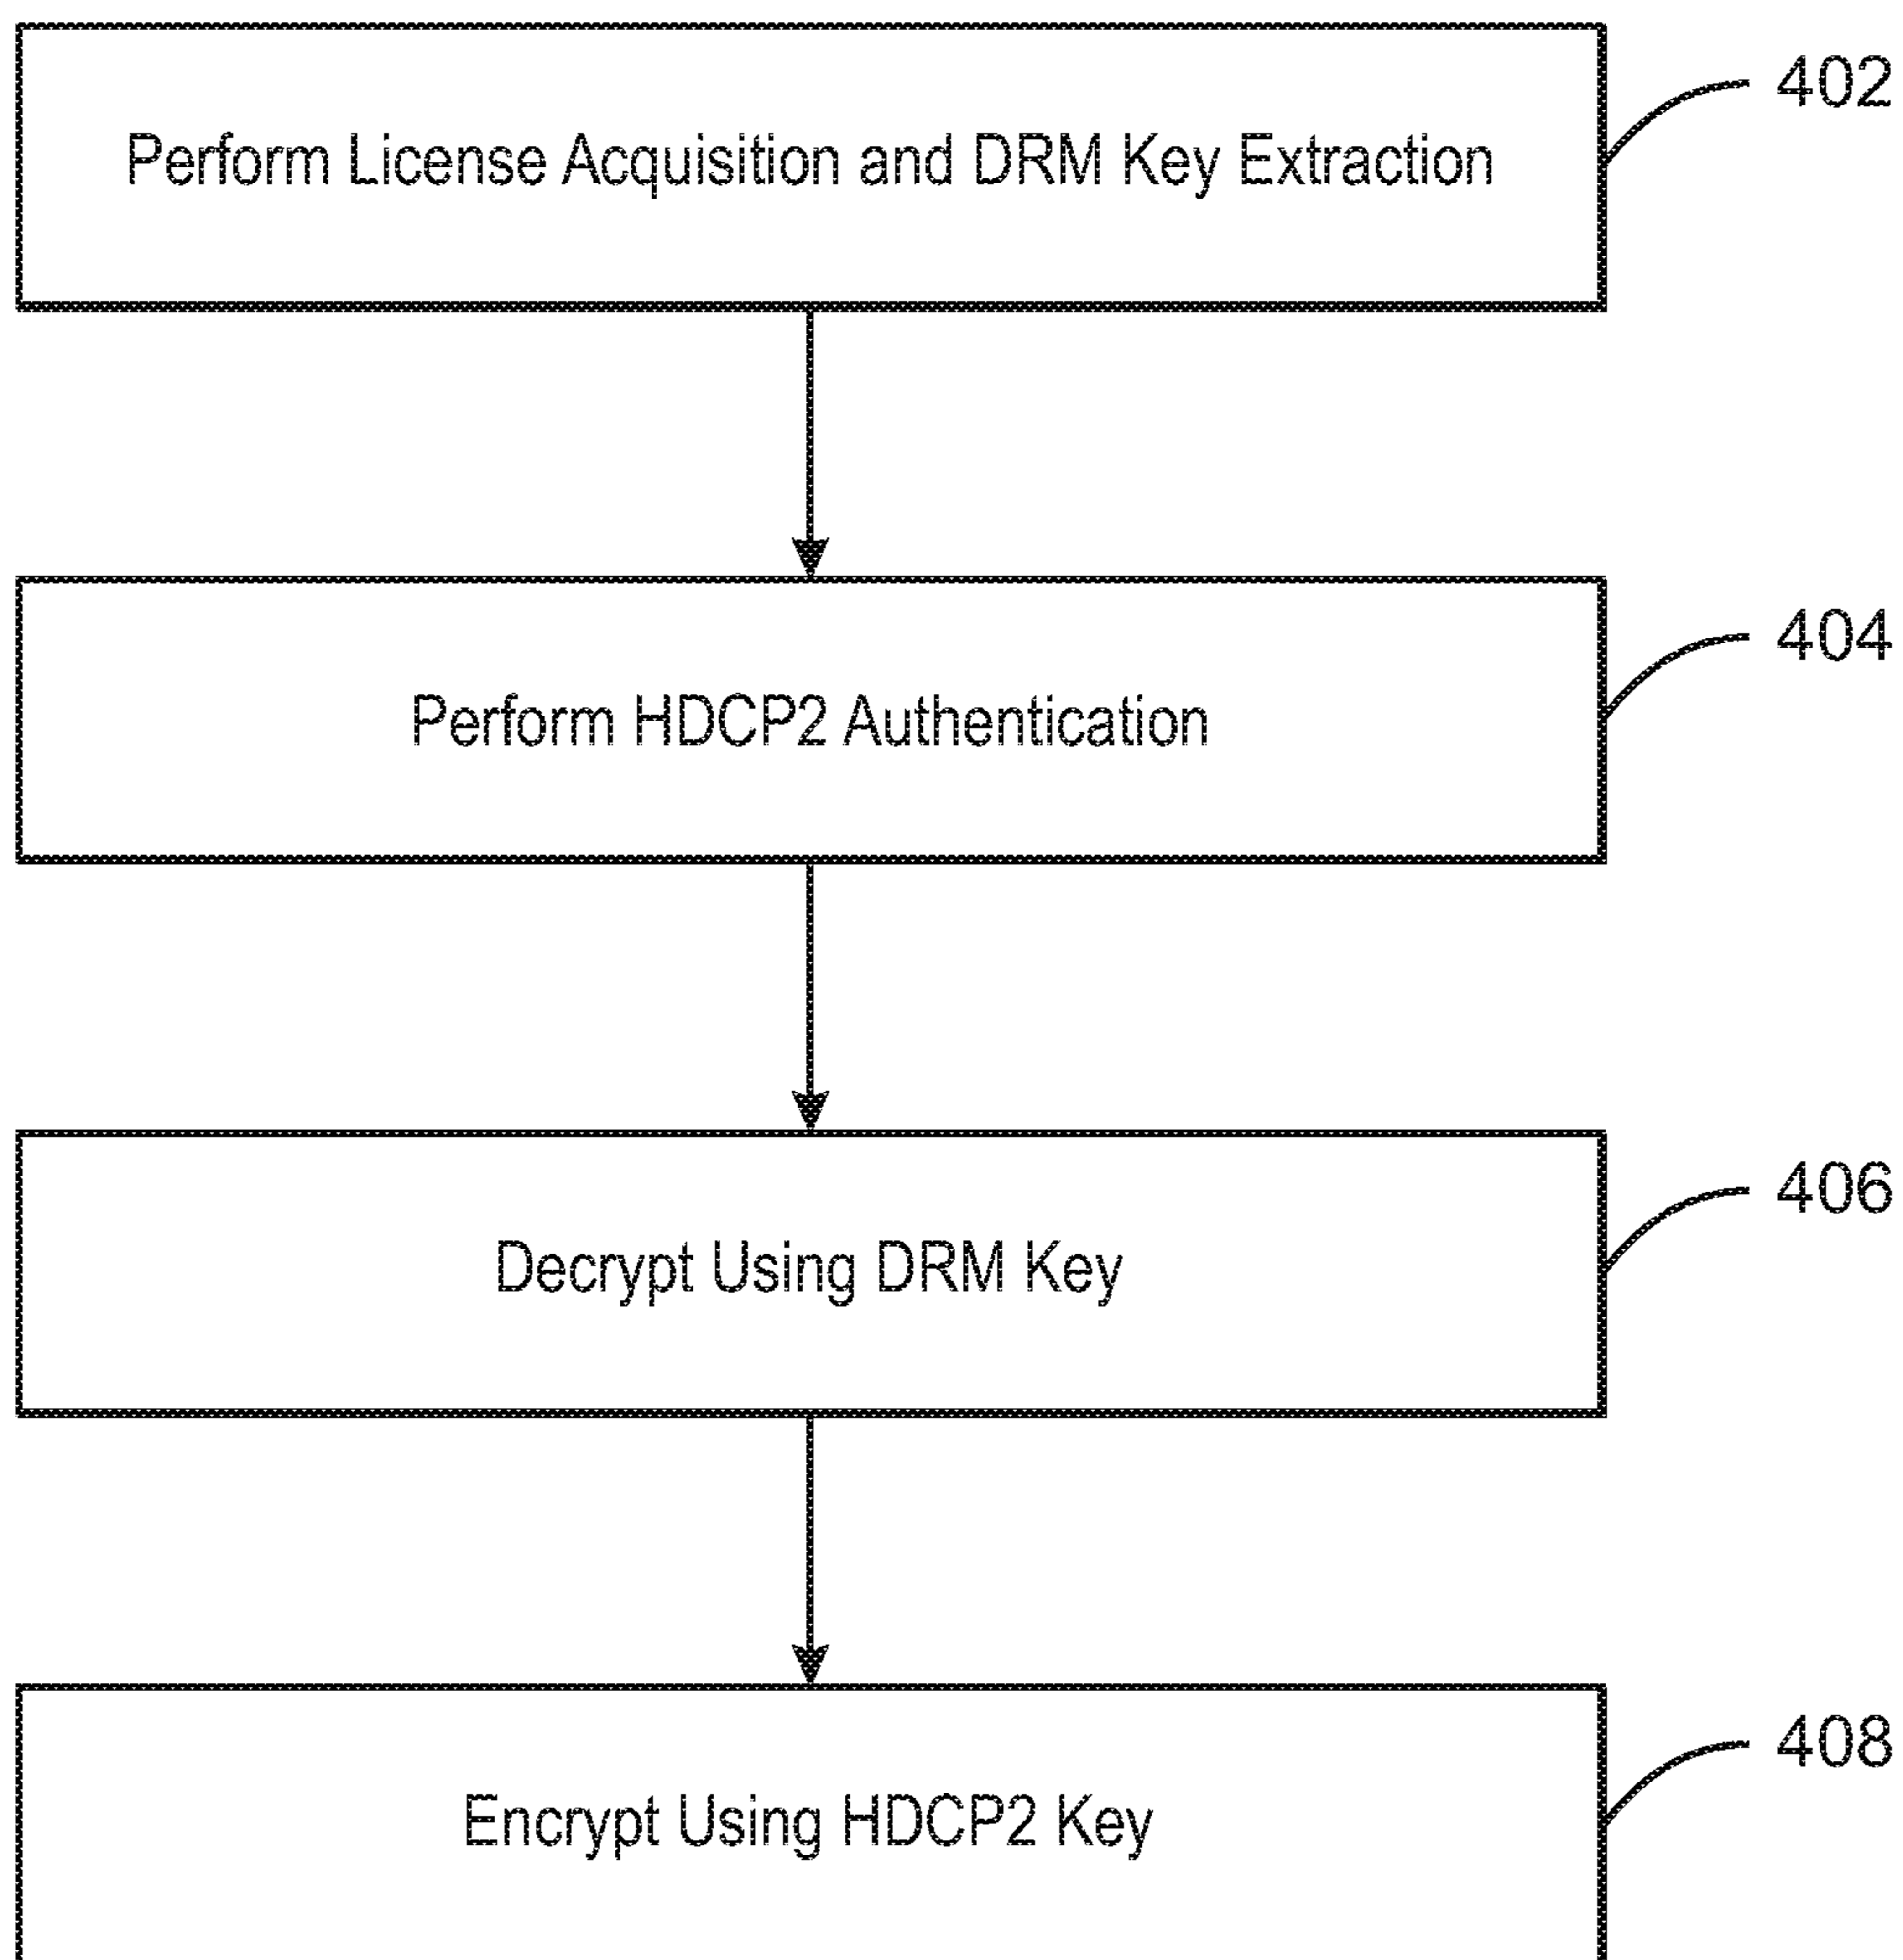 Perform License Acquisition and DRM Key Extraction
402
Perform HDCP2 Authentication
404
Decrypt Using DRM Key
406
Encrypt Using HDCP2 Key
408